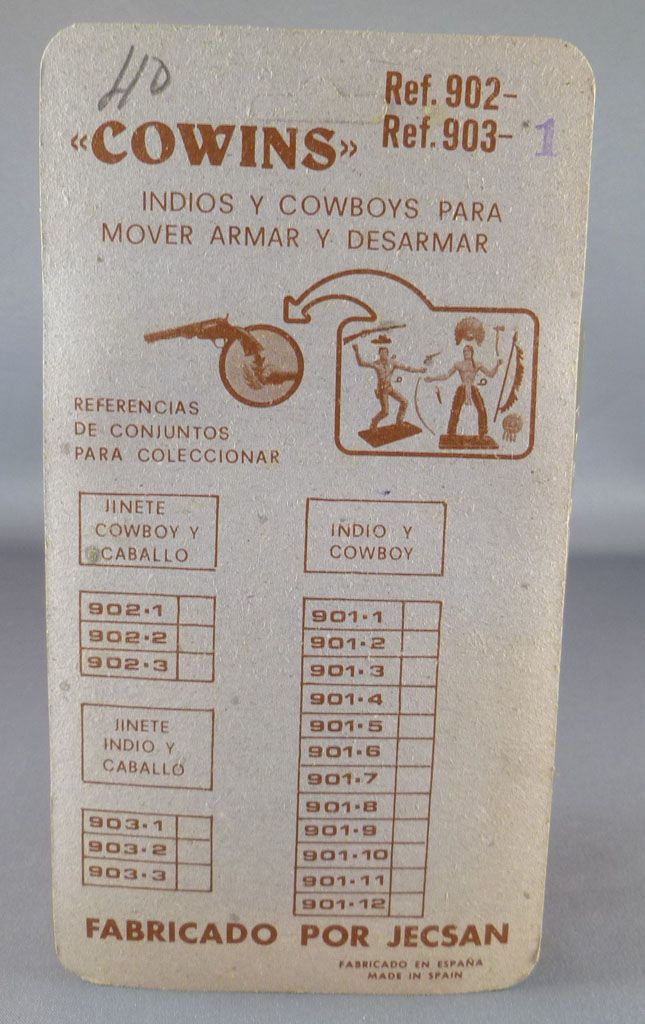 40
Ref. 902-
Ref. 903- 1
«COWINS»
INDIOS Y COWBOYS PARA
MOVER ARMAR Y DESARMAR
REFERENCIAS
DE CONJUNTOS
PARA COLECCIONAR
JINETE
COWBOY Y
CABALLO
902-1
902-2
902-3
JINETE
INDIO Y
CABALLO
903-1
903-2
903-3
INDIO Y
COWBOY
901-1
901-2
901-3
901-4
901-5
901-6
901-7
901-8
901-9
901-10
901-11
901-12
FABRICADO POR JECSAN
FABRICADO EN ESPAÑA
MADE IN SPAIN